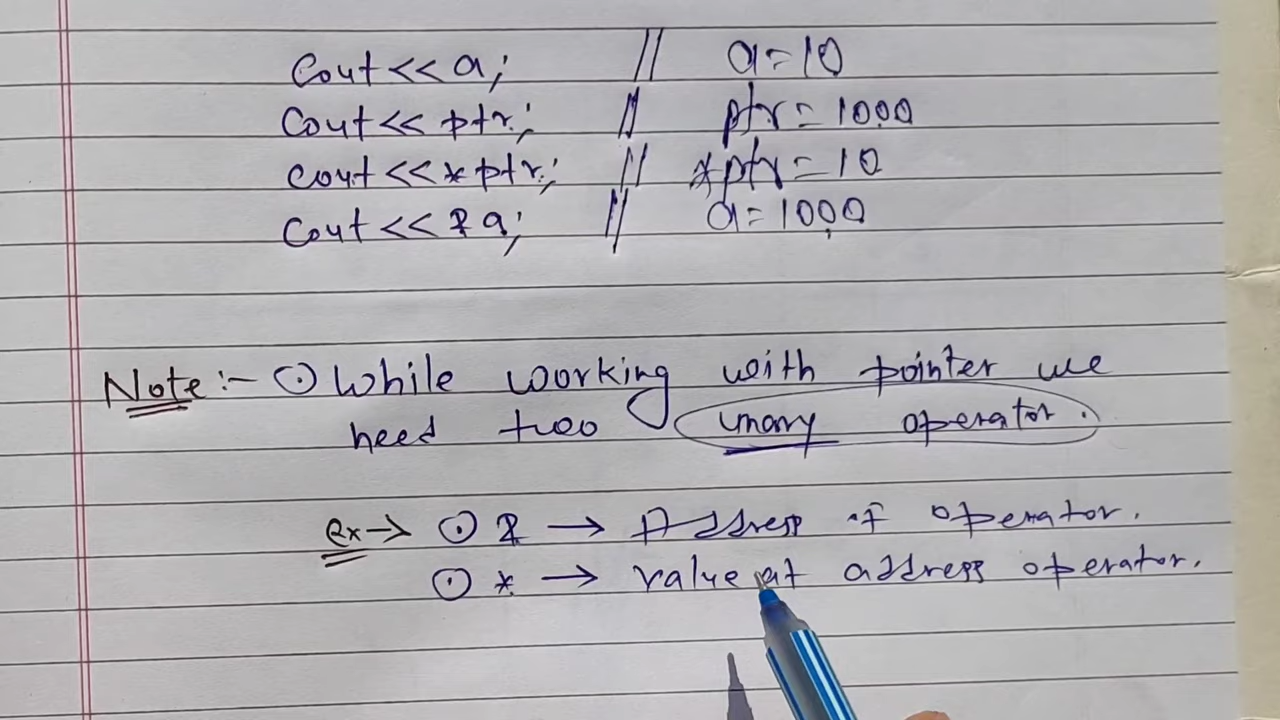 Cout << a; // a = 10
Cout << ptr; // ptr = 1000
Cout << *ptr; // *ptr = 10
Cout << &a; // a = 1000
Note :- ⊙ While working with pointer we
need two unary operator.
ex → ⊙ & → Address of operator.
⊙ * → value at address operator.